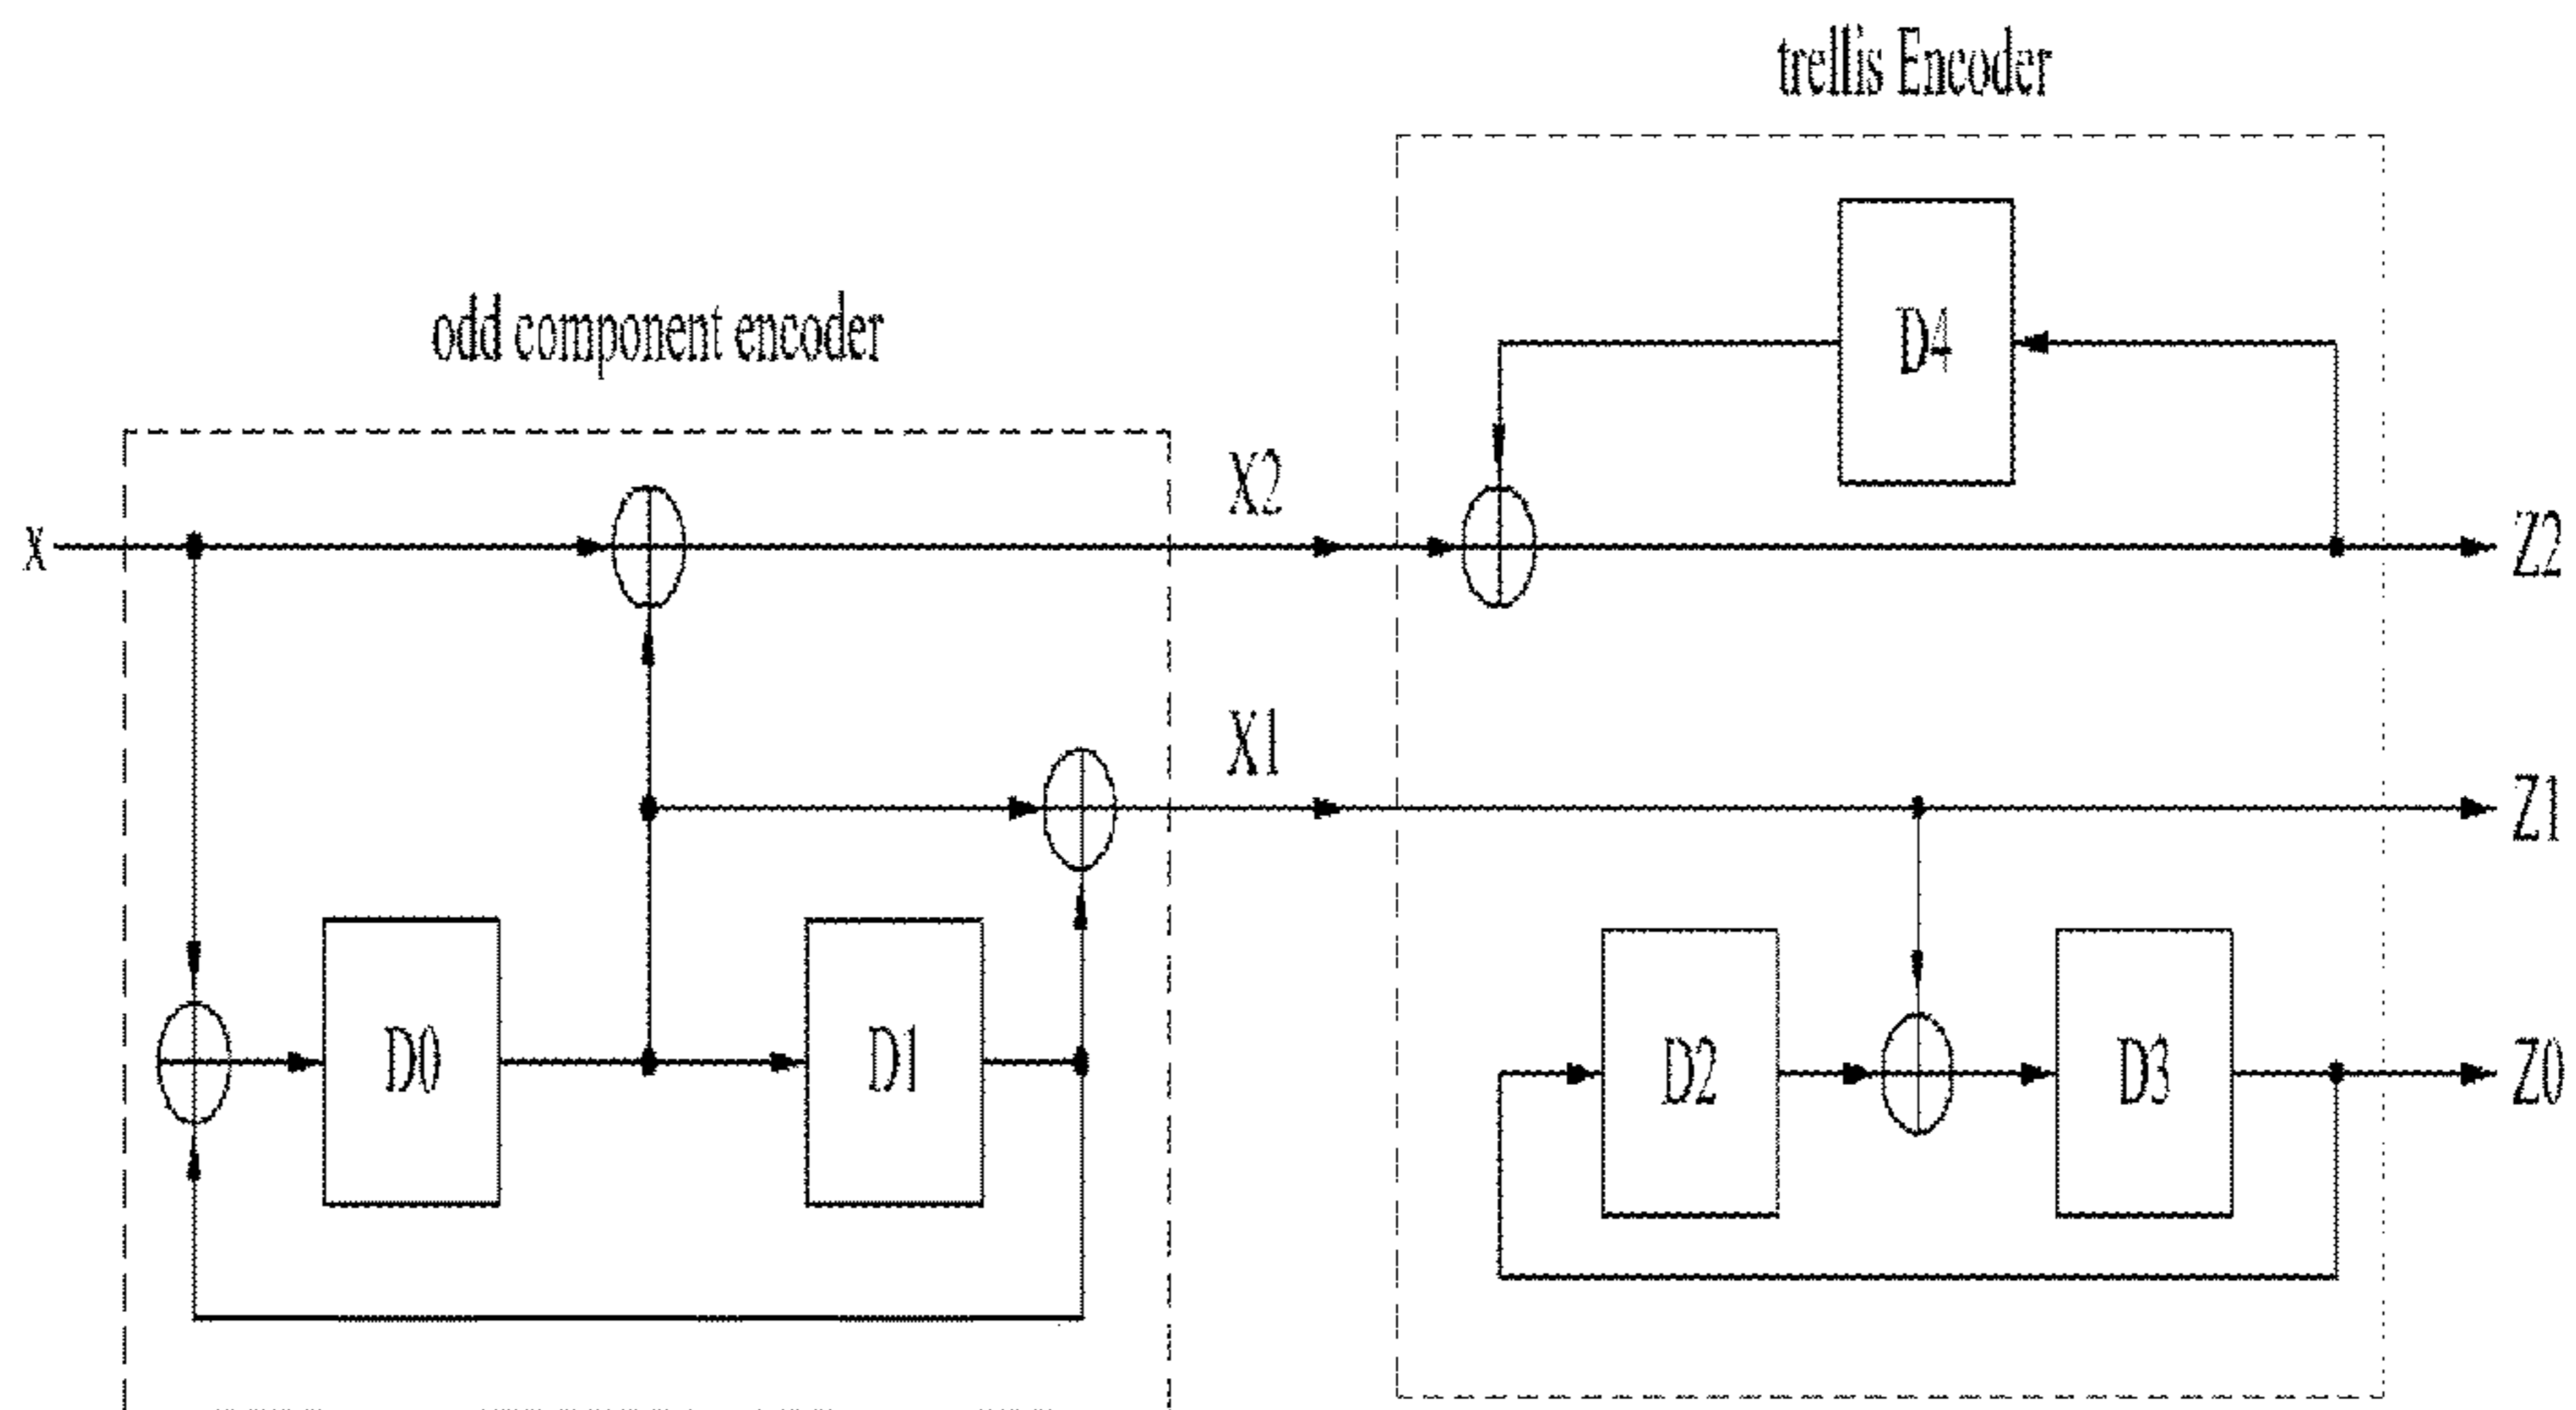 trellis Encoder
odd component encoder
D4
X2
x
Z2
X1
Z1
D0
D1
D2
D3
Z0